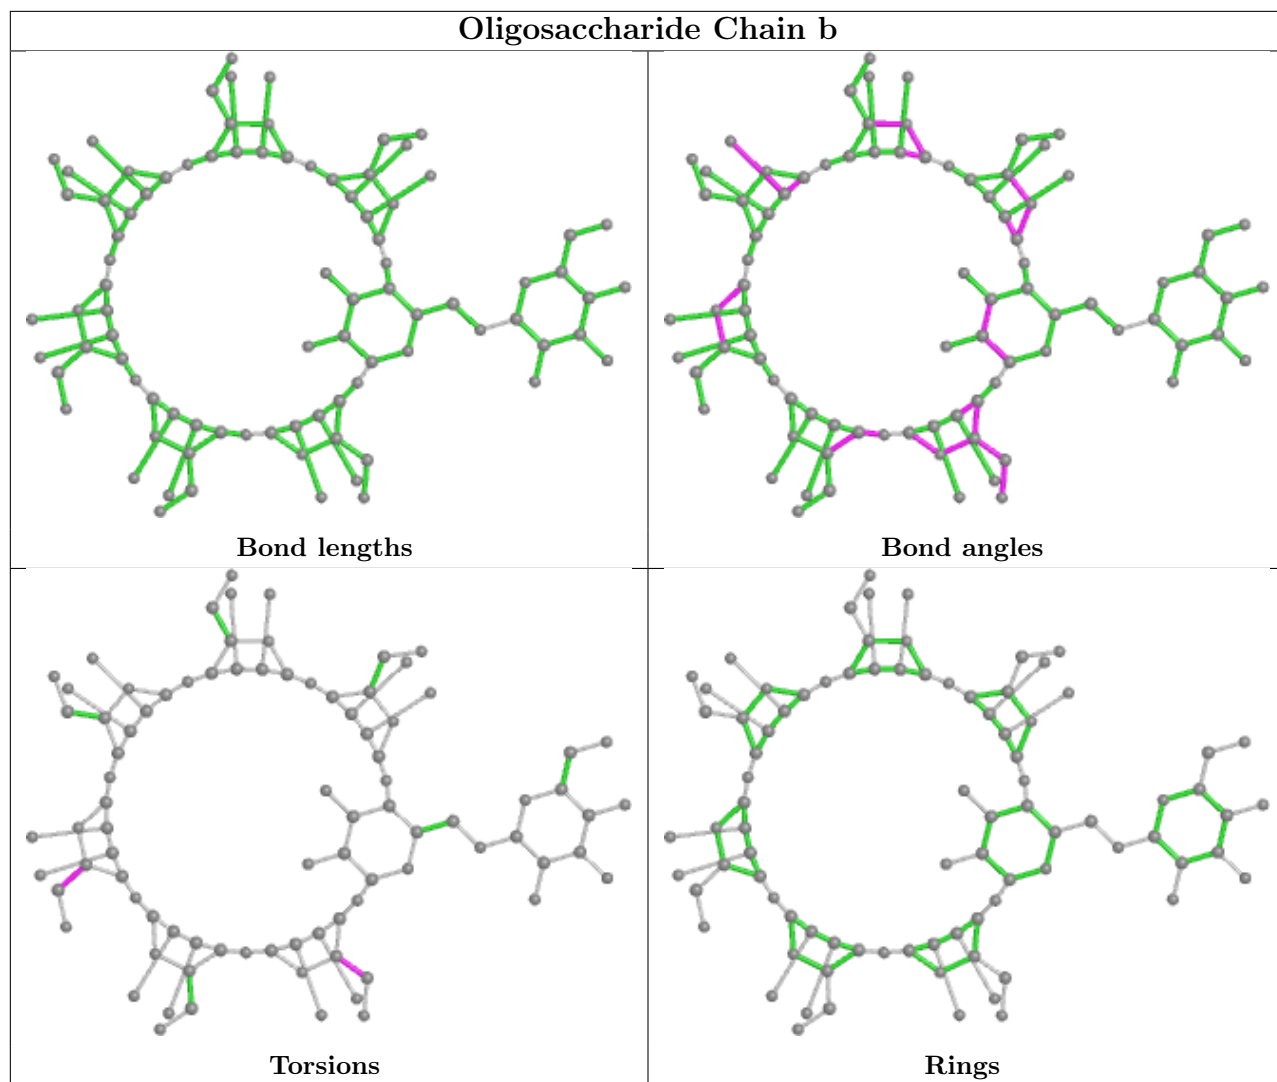 Oligosaccharide Chain b
Bond lengths
Bond angles
Torsions
Rings